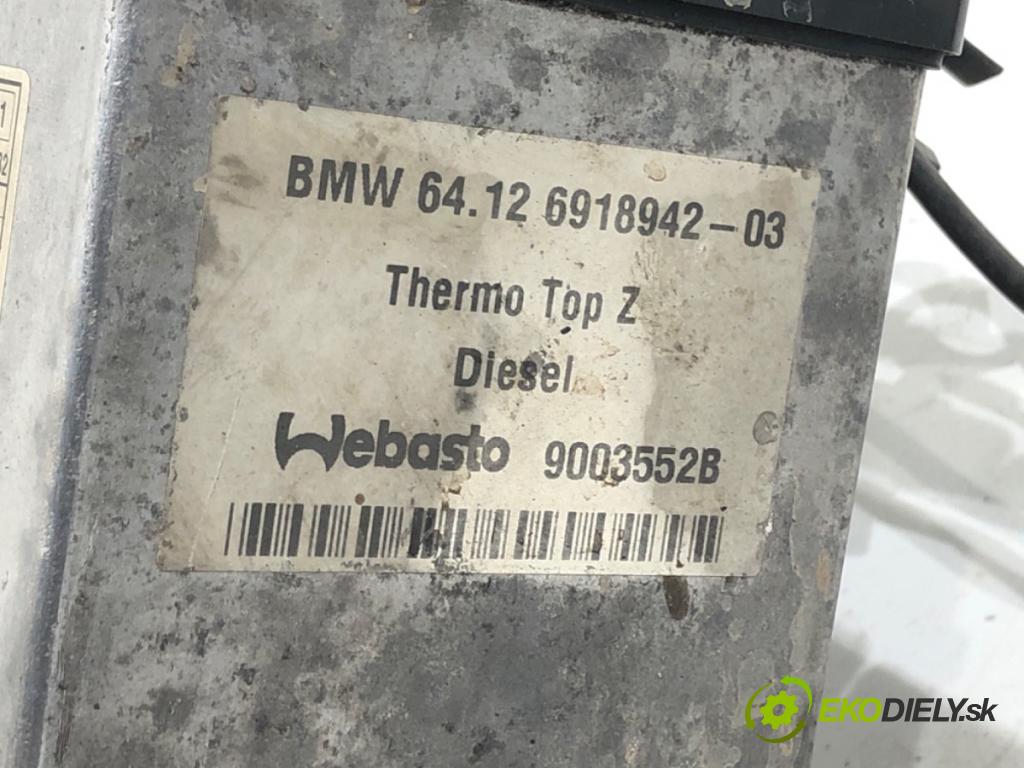 BMW 64.12 6918942-03
Thermo Top Z
Diesel
Webasto 9003552B
EKODIELY.sk